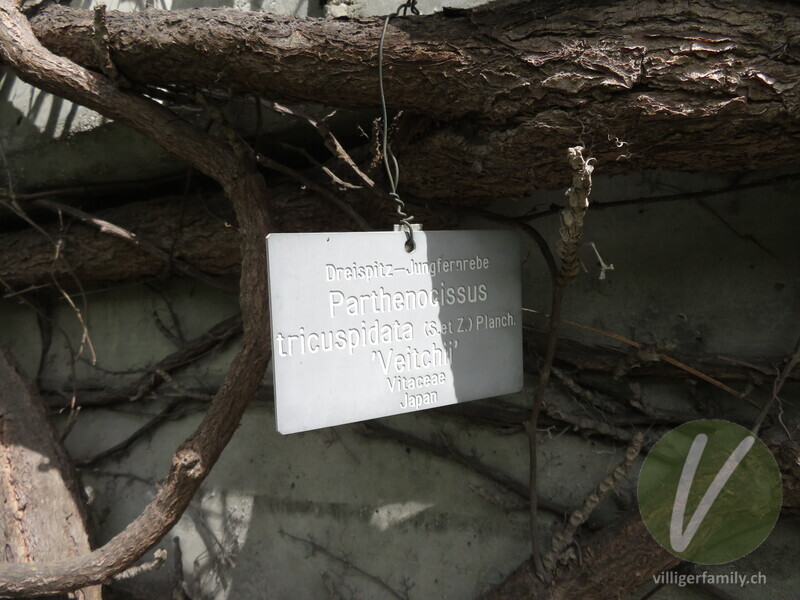 Dreispitz—Jungfernrebe
Parthenocissus
tricuspidata (S.et Z.) Planch.
'Veitchii'
Vitaceae
Japan
V
villigerfamily.ch